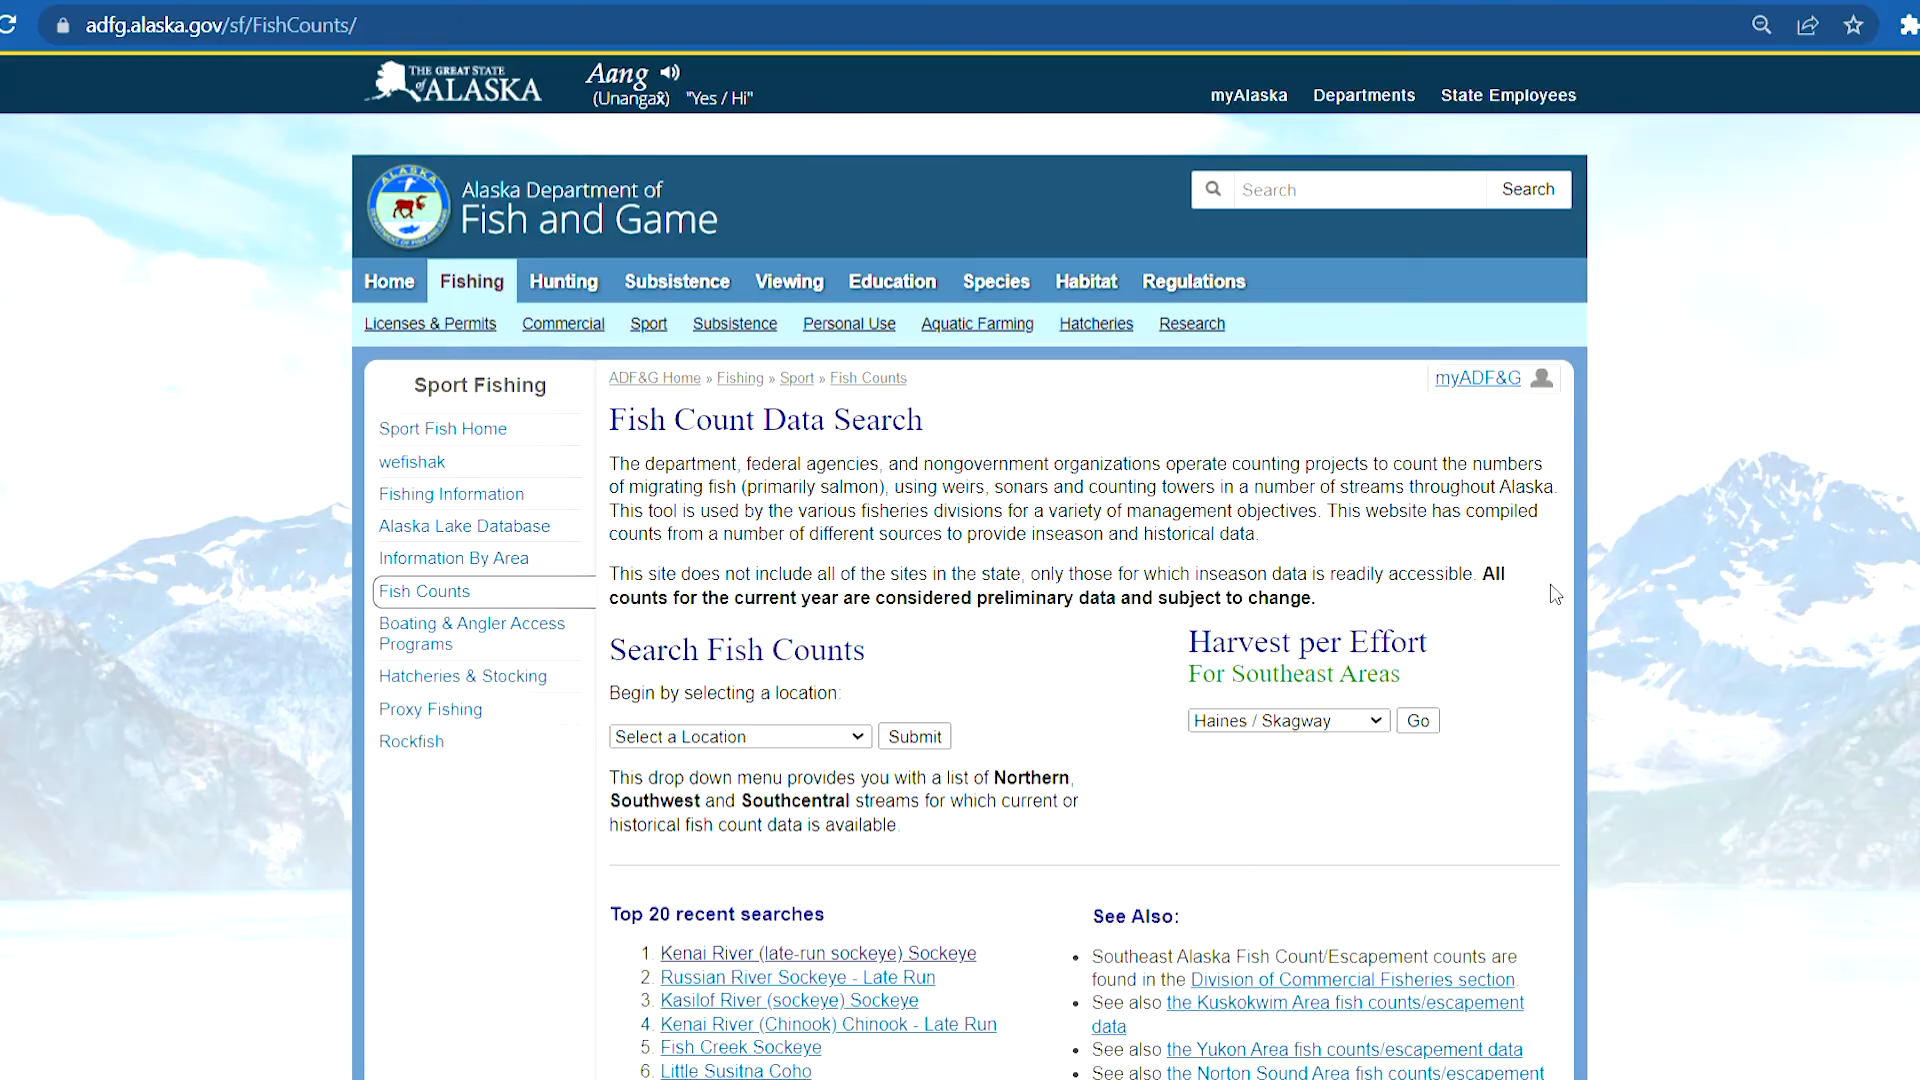 adfg.alaska.gov/sf/FishCounts/
THE GREAT STATE
of ALASKA
Aang
(Unangax̂) "Yes / Hi"
myAlaska Departments State Employees
Alaska Department of
Fish and Game
Search Search
Home Fishing Hunting Subsistence Viewing Education Species Habitat Regulations
Licenses & Permits Commercial Sport Subsistence Personal Use Aquatic Farming Hatcheries Research
Sport Fishing
Sport Fish Home
wefishak
Fishing Information
Alaska Lake Database
Information By Area
Fish Counts
Boating & Angler Access
Programs
Hatcheries & Stocking
Proxy Fishing
Rockfish
ADF&G Home » Fishing » Sport » Fish Counts
myADF&G
Fish Count Data Search
The department, federal agencies, and nongovernment organizations operate counting projects to count the numbers
of migrating fish (primarily salmon), using weirs, sonars and counting towers in a number of streams throughout Alaska.
This tool is used by the various fisheries divisions for a variety of management objectives. This website has compiled
counts from a number of different sources to provide inseason and historical data.
This site does not include all of the sites in the state, only those for which inseason data is readily accessible. All
counts for the current year are considered preliminary data and subject to change.
Search Fish Counts
Begin by selecting a location:
Select a Location Submit
This drop down menu provides you with a list of Northern,
Southwest and Southcentral streams for which current or
historical fish count data is available.
Harvest per Effort
For Southeast Areas
Haines / Skagway Go
Top 20 recent searches
1. Kenai River (late-run sockeye) Sockeye
2. Russian River Sockeye - Late Run
3. Kasilof River (sockeye) Sockeye
4. Kenai River (Chinook) Chinook - Late Run
5. Fish Creek Sockeye
6. Little Susitna Coho
See Also:
• Southeast Alaska Fish Count/Escapement counts are
found in the Division of Commercial Fisheries section.
• See also the Kuskokwim Area fish counts/escapement
data
• See also the Yukon Area fish counts/escapement data
• See also the Norton Sound Area fish counts/escapement